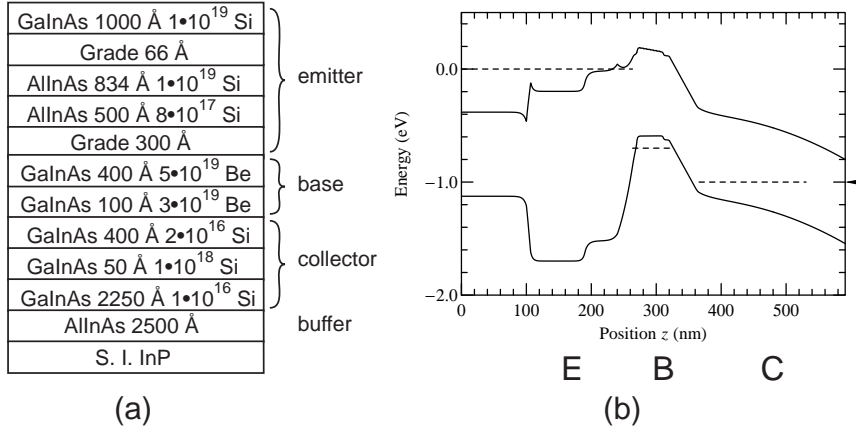 GaInAs 1000 Å 1•10¹⁹ Si
Grade 66 Å
AlInAs 834 Å 1•10¹⁹ Si
AlInAs 500 Å 8•10¹⁷ Si
Grade 300 Å
GaInAs 400 Å 5•10¹⁹ Be
GaInAs 100 Å 3•10¹⁹ Be
GaInAs 400 Å 2•10¹⁶ Si
GaInAs 50 Å 1•10¹⁸ Si
GaInAs 2250 Å 1•10¹⁶ Si
AlInAs 2500 Å
S. I. InP
emitter
base
collector
buffer
(a)
Energy (eV)
0.0
−1.0
−2.0
0 100 200 300 400 500
Position z (nm)
E B C
(b)